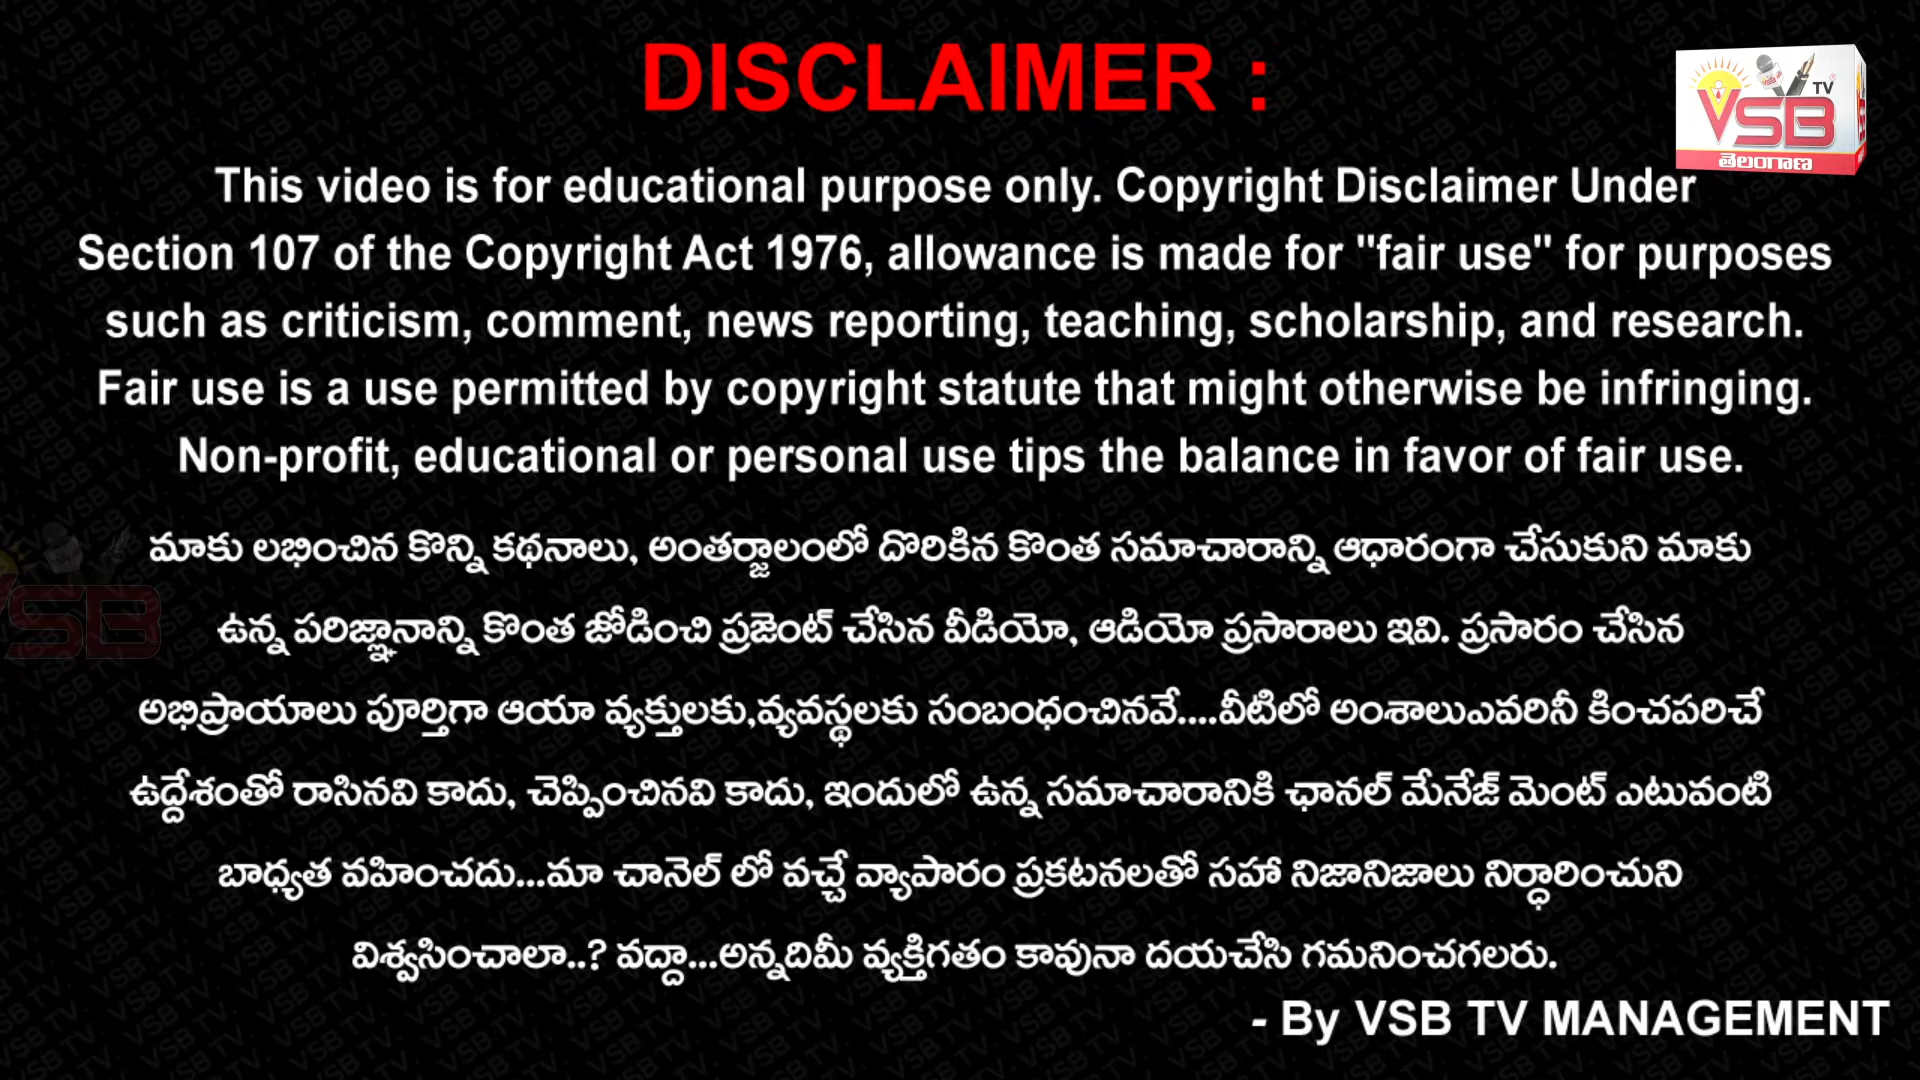 DISCLAIMER :
VSB TV
తెలంగాణ
This video is for educational purpose only. Copyright Disclaimer Under
Section 107 of the Copyright Act 1976, allowance is made for "fair use" for purposes
such as criticism, comment, news reporting, teaching, scholarship, and research.
Fair use is a use permitted by copyright statute that might otherwise be infringing.
Non-profit, educational or personal use tips the balance in favor of fair use.
మాకు లభించిన కొన్ని కథనాలు, అంతర్జాలంలో దొరికిన కొంత సమాచారాన్ని ఆధారంగా చేసుకుని మాకు
ఉన్న పరిజ్ఞానాన్ని కొంత జోడించి ప్రజెంట్ చేసిన వీడియో, ఆడియో ప్రసారాలు ఇవి. ప్రసారం చేసిన
అభిప్రాయాలు పూర్తిగా ఆయా వ్యక్తులకు,వ్యవస్థలకు సంబంధించినవే....వీటిలో అంశాలుఎవరినీ కించపరిచే
ఉద్దేశంతో రాసినవి కాదు, చెప్పించినవి కాదు, ఇందులో ఉన్న సమాచారానికి ఛానల్ మేనేజ్ మెంట్ ఎటువంటి
బాధ్యత వహించదు...మా చానెల్ లో వచ్చే వ్యాపారం ప్రకటనలతో సహా నిజానిజాలు నిర్ధారించుని
విశ్వసించాలా..? వద్దా...అన్నదిమీ వ్యక్తిగతం కావునా దయచేసి గమనించగలరు.
- By VSB TV MANAGEMENT